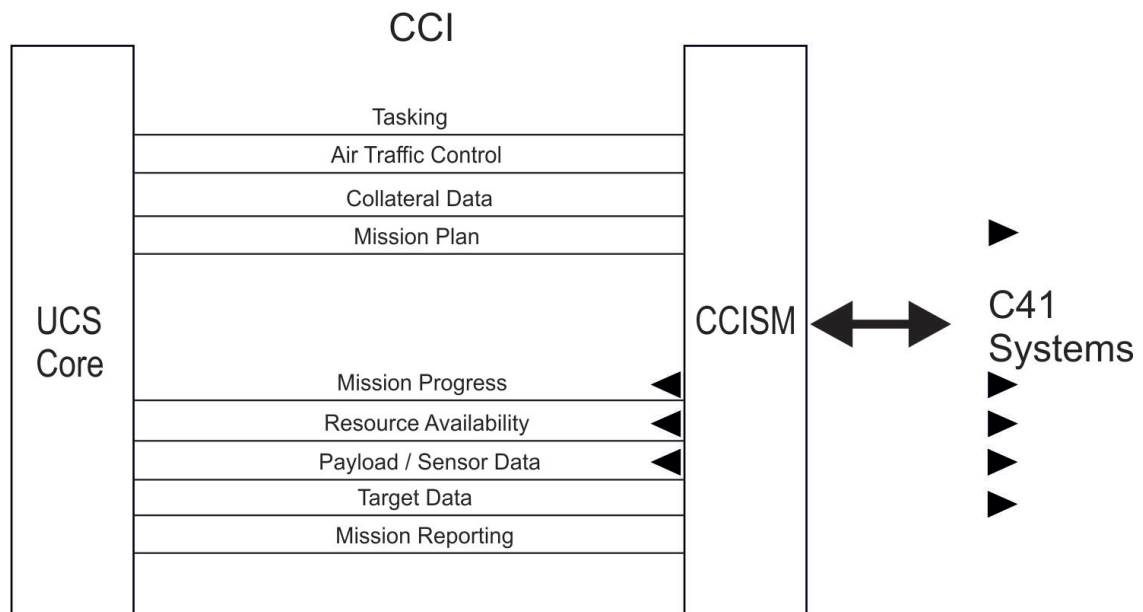 CCI
Tasking
Air Traffic Control
Collateral Data
Mission Plan
UCS
Core
CCISM
C41
Systems
Mission Progress
Resource Availability
Payload / Sensor Data
Target Data
Mission Reporting